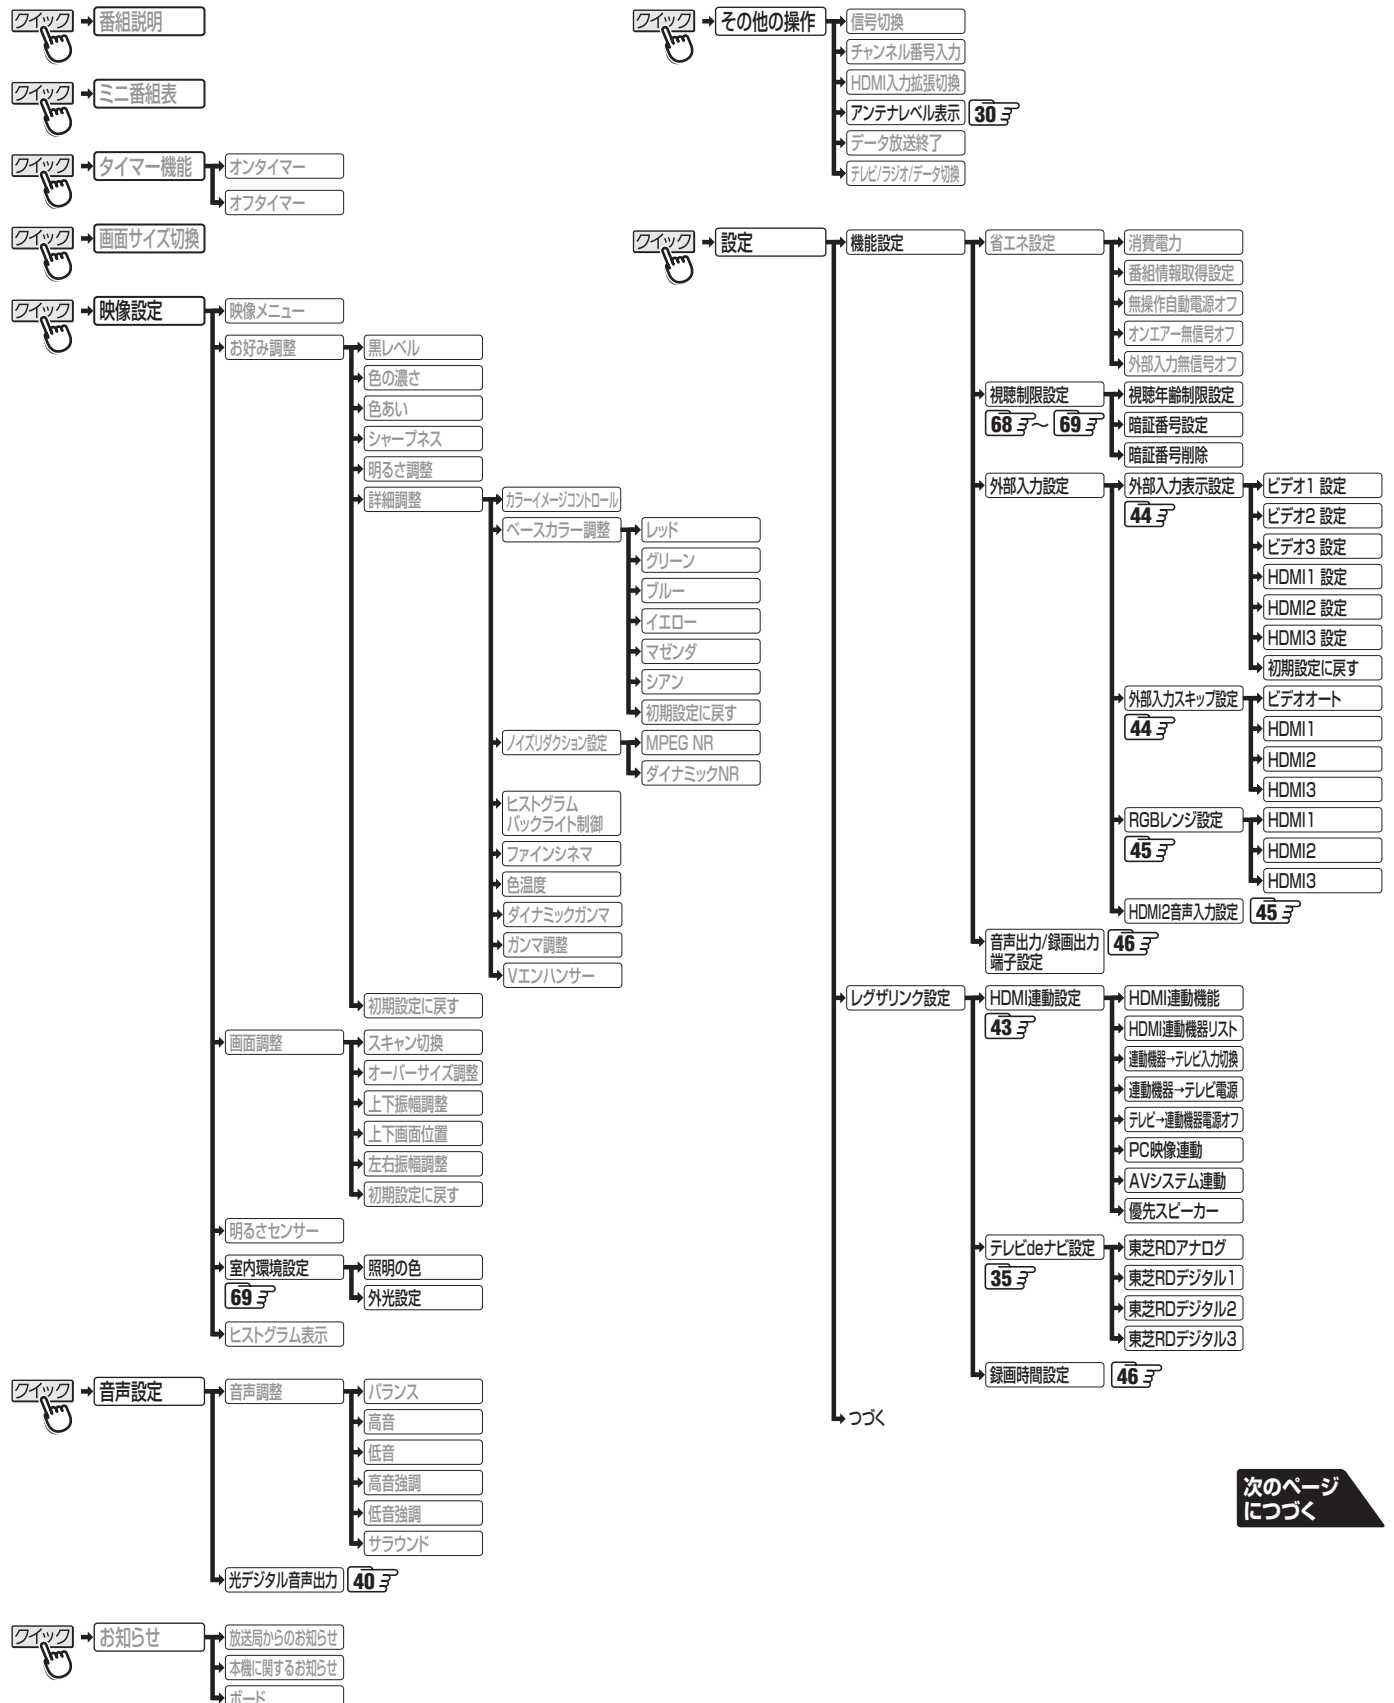 クイック
番組説明
クイック
ミニ番組表
クイック
タイマー機能
オンタイマー
オフタイマー
クイック
画面サイズ切換
クイック
映像設定
映像メニュー
お好み調整
黒レベル
色の濃さ
色あい
シャープネス
明るさ調整
詳細調整
カラーイメージコントロール
ベースカラー調整
レッド
グリーン
ブルー
イエロー
マゼンダ
シアン
初期設定に戻す
ノイズリダクション設定
MPEG NR
ダイナミックNR
ヒストグラム
バックライト制御
ファインシネマ
色温度
ダイナミックガンマ
ガンマ調整
Vエンハンサー
初期設定に戻す
画面調整
スキャン切換
オーバーサイズ調整
上下振幅調整
上下画面位置
左右振幅調整
初期設定に戻す
明るさセンサー
室内環境設定
69
照明の色
外光設定
ヒストグラム表示
クイック
音声設定
音声調整
バランス
高音
低音
高音強調
低音強調
サラウンド
光デジタル音声出力 40
クイック
お知らせ
放送局からのお知らせ
本機に関するお知らせ
ボード
クイック
その他の操作
信号切換
チャンネル番号入力
HDMI入力拡張切換
アンテナレベル表示 30
データ放送終了
テレビ/ラジオ/データ切換
クイック
設定
機能設定
省エネ設定
消費電力
番組情報取得設定
無操作自動電源オフ
オンエアー無信号オフ
外部入力無信号オフ
視聴制限設定
68 ～ 69
視聴年齢制限設定
暗証番号設定
暗証番号削除
外部入力設定
外部入力表示設定
44
ビデオ1 設定
ビデオ2 設定
ビデオ3 設定
HDMI1 設定
HDMI2 設定
HDMI3 設定
初期設定に戻す
外部入力スキップ設定
44
ビデオオート
HDMI1
HDMI2
HDMI3
RGBレンジ設定
45
HDMI1
HDMI2
HDMI3
HDMI2音声入力設定 45
音声出力/録画出力
端子設定
46
レグザリンク設定
HDMI連動設定
43
HDMI連動機能
HDMI連動機器リスト
連動機器→テレビ入力切換
連動機器→テレビ電源
テレビ→連動機器電源オフ
PC映像連動
AVシステム連動
優先スピーカー
テレビdeナビ設定
35
東芝RDアナログ
東芝RDデジタル1
東芝RDデジタル2
東芝RDデジタル3
録画時間設定 46
つづく
次のページ
につづく